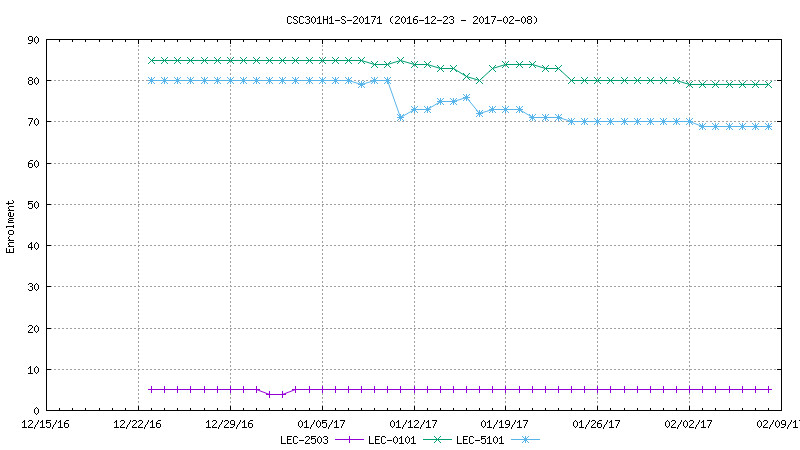 CSC301H1-S-20171 (2016-12-23 - 2017-02-08)
90
80
70
60
50
40
30
20
10
0
Enrolment
12/15/16 12/22/16 12/29/16 01/05/17 01/12/17 01/19/17 01/26/17 02/02/17 02/09/17
LEC-2503 LEC-0101 LEC-5101